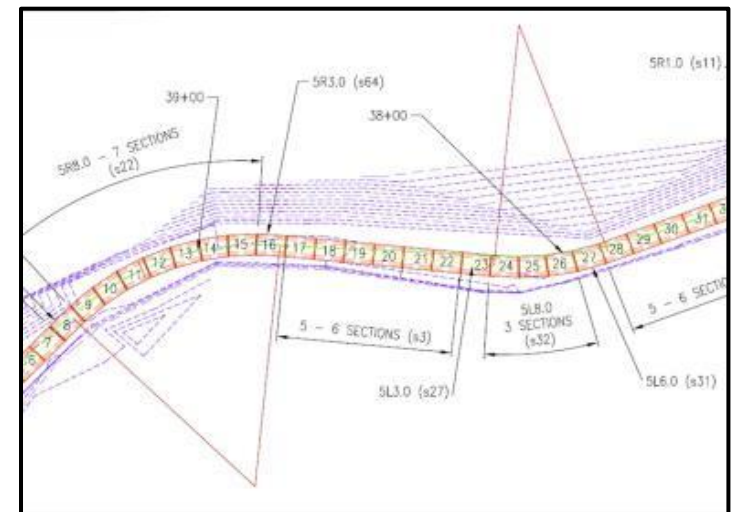 5R1.0 (s11)
5R3.0 (s64)
39+00
38+00
5R8.0 - 7 SECTIONS
(s22)
7
8
9
10
11
12
13
14
15
16
17
18
19
20
21
22
23
24
25
26
27
28
29
30
31
5 - 6 SECTIONS (s3)
5L8.0
3 SECTIONS
(s32)
5 - 6
5L3.0 (s27)
5L6.0 (s31)